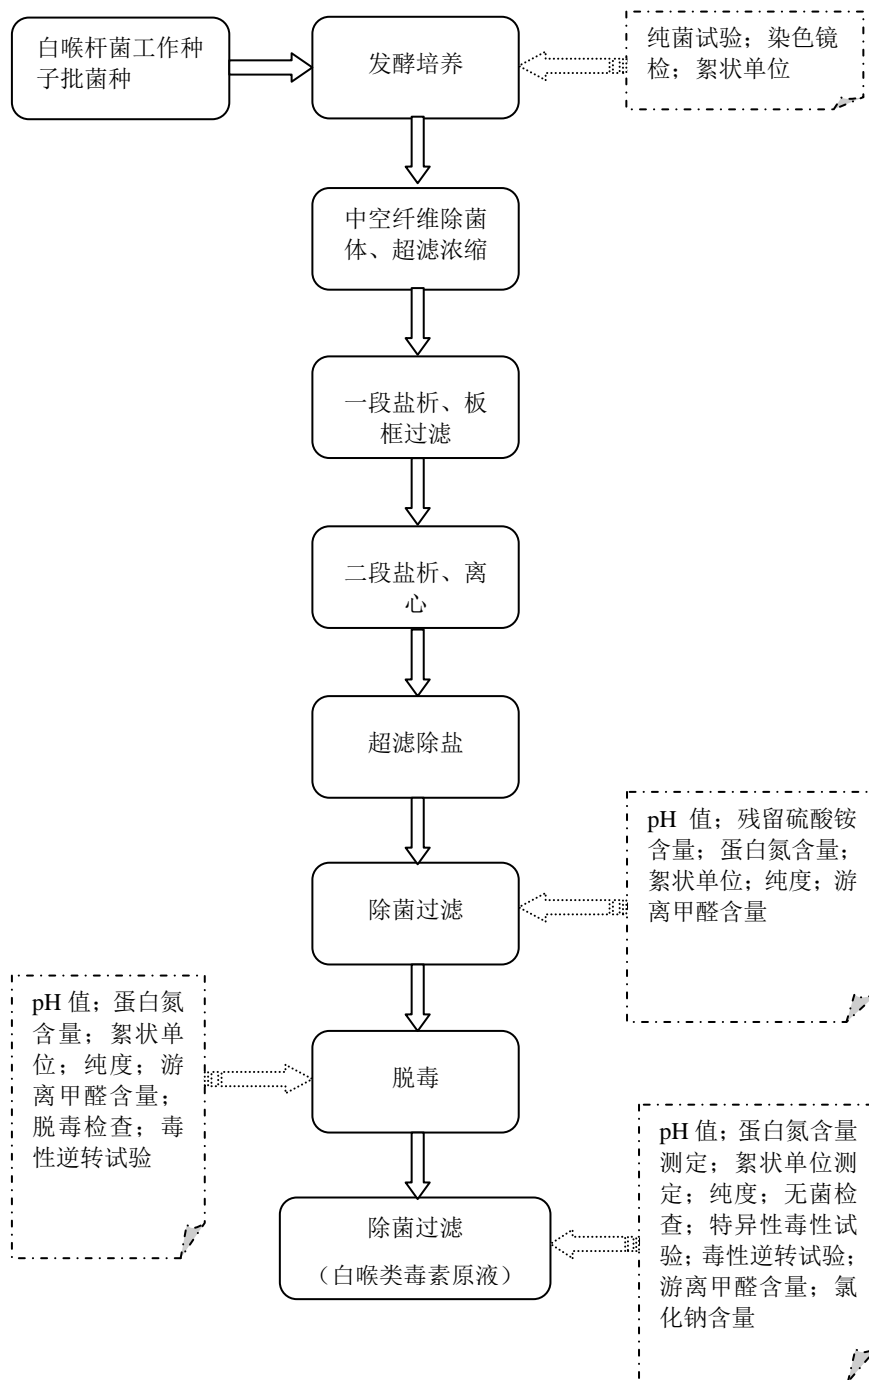 白喉杆菌工作种
子批菌种
发酵培养
纯菌试验；染色镜
检；絮状单位
中空纤维除菌
体、超滤浓缩
一段盐析、板
框过滤
二段盐析、离
心
超滤除盐
除菌过滤
pH 值；残留硫酸铵
含量；蛋白氮含量；
絮状单位；纯度；游
离甲醛含量
脱毒
pH 值；蛋白氮
含量；絮状单
位；纯度；游
离甲醛含量；
脱毒检查；毒
性逆转试验
除菌过滤
（白喉类毒素原液）
pH 值；蛋白氮含量
测定；絮状单位测
定；纯度；无菌检
查；特异性毒性试
验；毒性逆转试验；
游离甲醛含量；氯
化钠含量